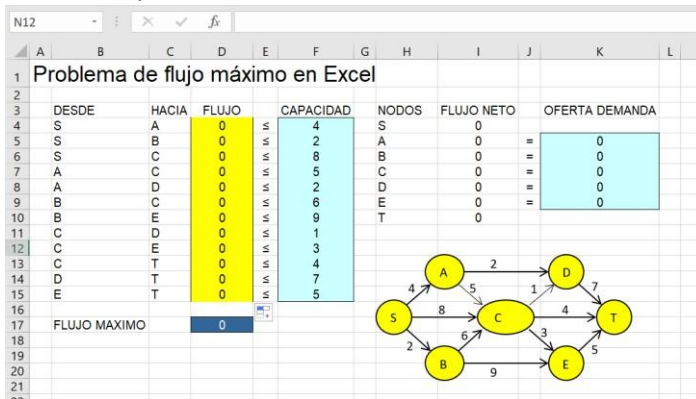 N12 fx
A B C D E F G H I J K L
1 Problema de flujo máximo en Excel
2
3 DESDE HACIA FLUJO CAPACIDAD NODOS FLUJO NETO OFERTA DEMANDA
4 S A 0 ≤ 4 S 0
5 S B 0 ≤ 2 A 0 = 0
6 S C 0 ≤ 8 B 0 = 0
7 A C 0 ≤ 5 C 0 = 0
8 A D 0 ≤ 2 D 0 = 0
9 B C 0 ≤ 6 E 0 = 0
10 B E 0 ≤ 9 T 0
11 C D 0 ≤ 1
12 C E 0 ≤ 3
13 C T 0 ≤ 4
14 D T 0 ≤ 7
15 E T 0 ≤ 5
16
17 FLUJO MAXIMO 0
18
19
20
21
A 2 D
4 5 1 7
S 8 C 4 T
2 6 3 5
B 9 E